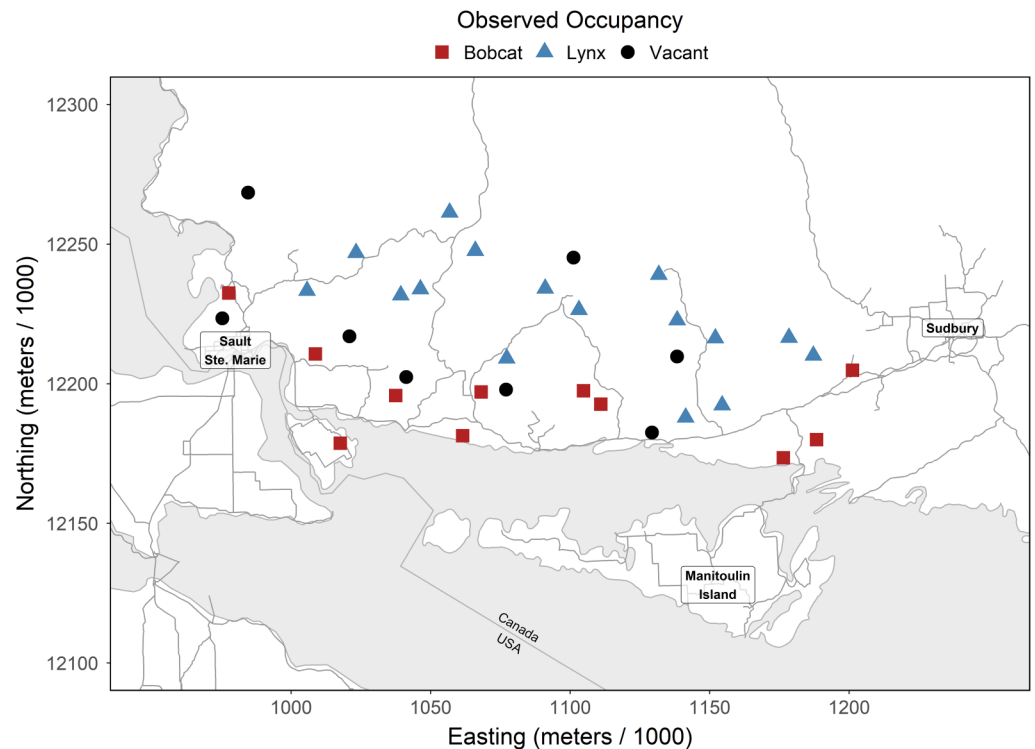 Observed Occupancy
Bobcat Lynx Vacant
Northing (meters / 1000)
12300
12250
12200
12150
12100
Sault
Ste. Marie
Sudbury
Manitoulin
Island
Canada
USA
1000 1050 1100 1150 1200
Easting (meters / 1000)